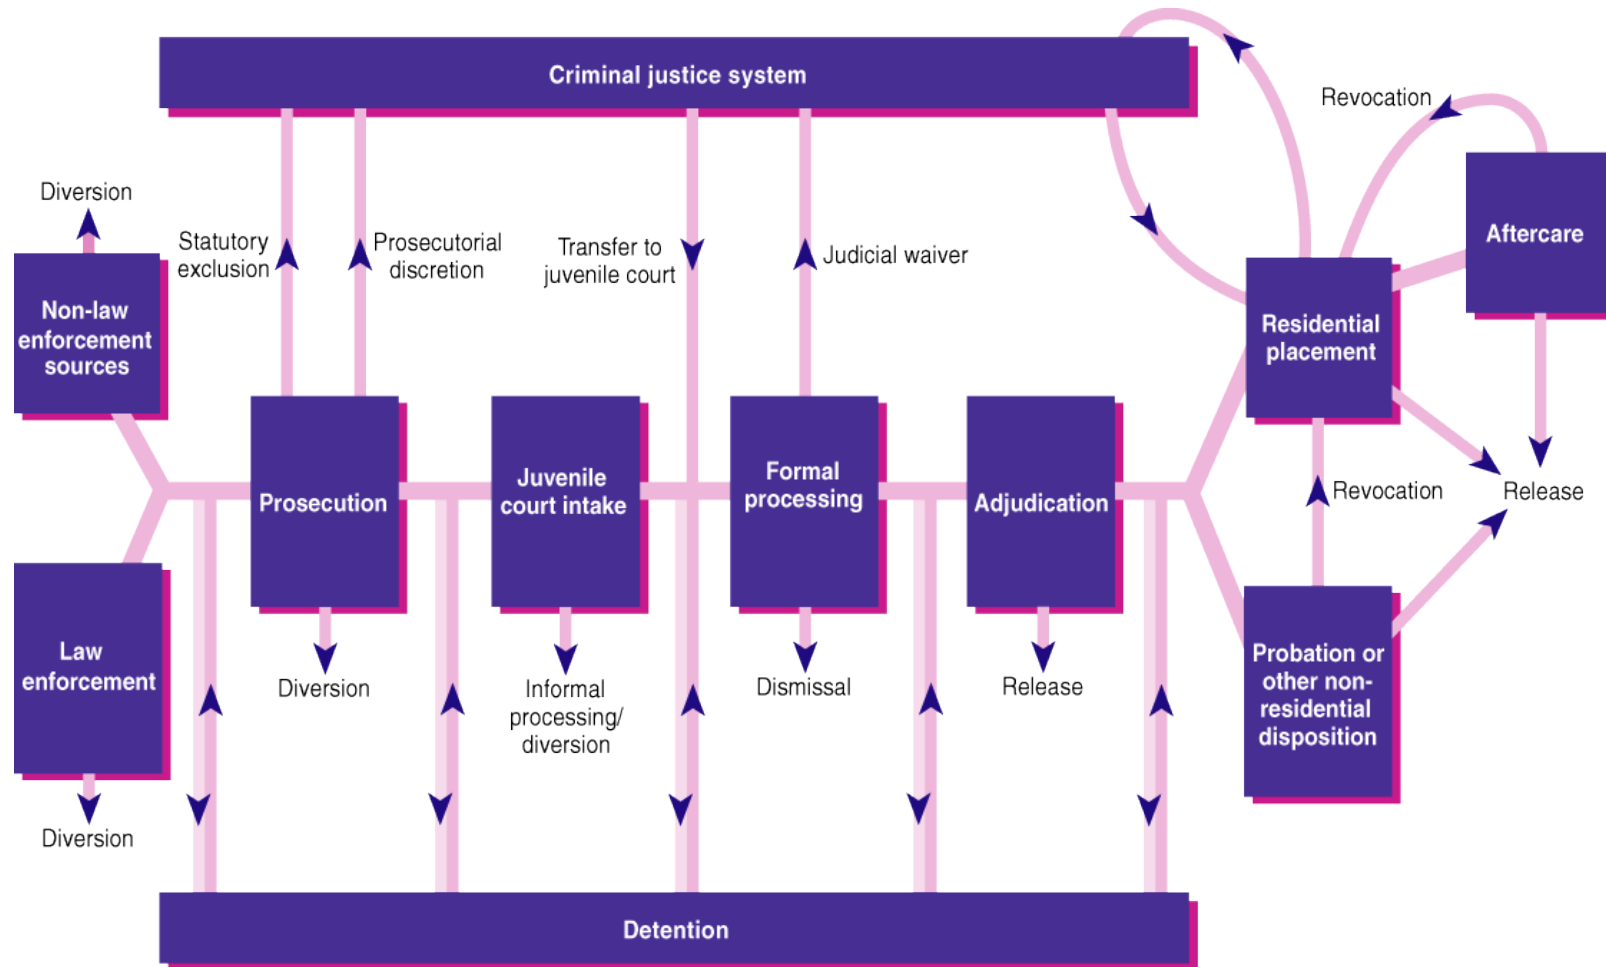 Criminal justice system
Revocation
Diversion
Aftercare
Statutory
exclusion
Prosecutorial
discretion
Transfer to
juvenile court
Judicial waiver
Non-law
enforcement
sources
Residential
placement
Prosecution
Juvenile
court intake
Formal
processing
Adjudication
Revocation
Release
Law
enforcement
Diversion
Informal
processing/
diversion
Dismissal
Release
Probation or
other non-
residential
disposition
Diversion
Detention